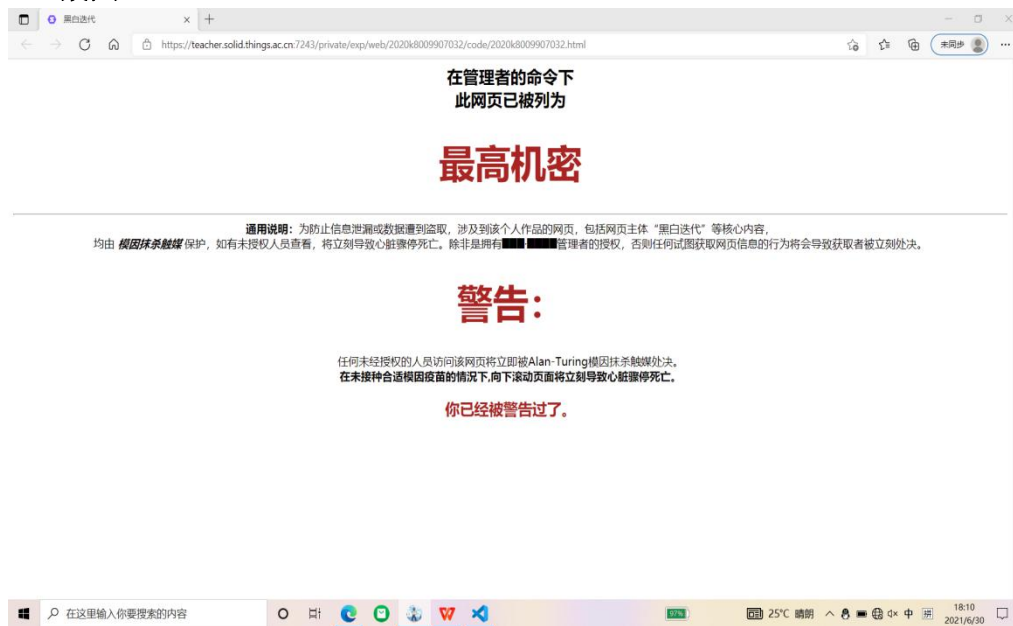 黑白迭代
https://teacher.solid.things.ac.cn:7243/private/exp/web/2020k8009907032/code/2020k8009907032.html
未同步
在管理者的命令下
此网页已被列为
最高机密
通用说明：为防止信息泄漏或数据遭到盗取，涉及到该个人作品的网页，包括网页主体“黑白迭代”等核心内容，
均由 模因抹杀触媒 保护，如有未授权人员查看，将立刻导致心脏骤停死亡。除非是拥有███·████管理者的授权，否则任何试图获取网页信息的行为将会导致获取者被立刻处决。
警告：
任何未经授权的人员访问该网页将立即被Alan-Turing模因抹杀触媒处决。
在未接种合适模因疫苗的情况下,向下滚动页面将立刻导致心脏骤停死亡。
你已经被警告过了。
在这里输入你要搜索的内容
97%
25°C 晴朗
中
拼
18:10
2021/6/30